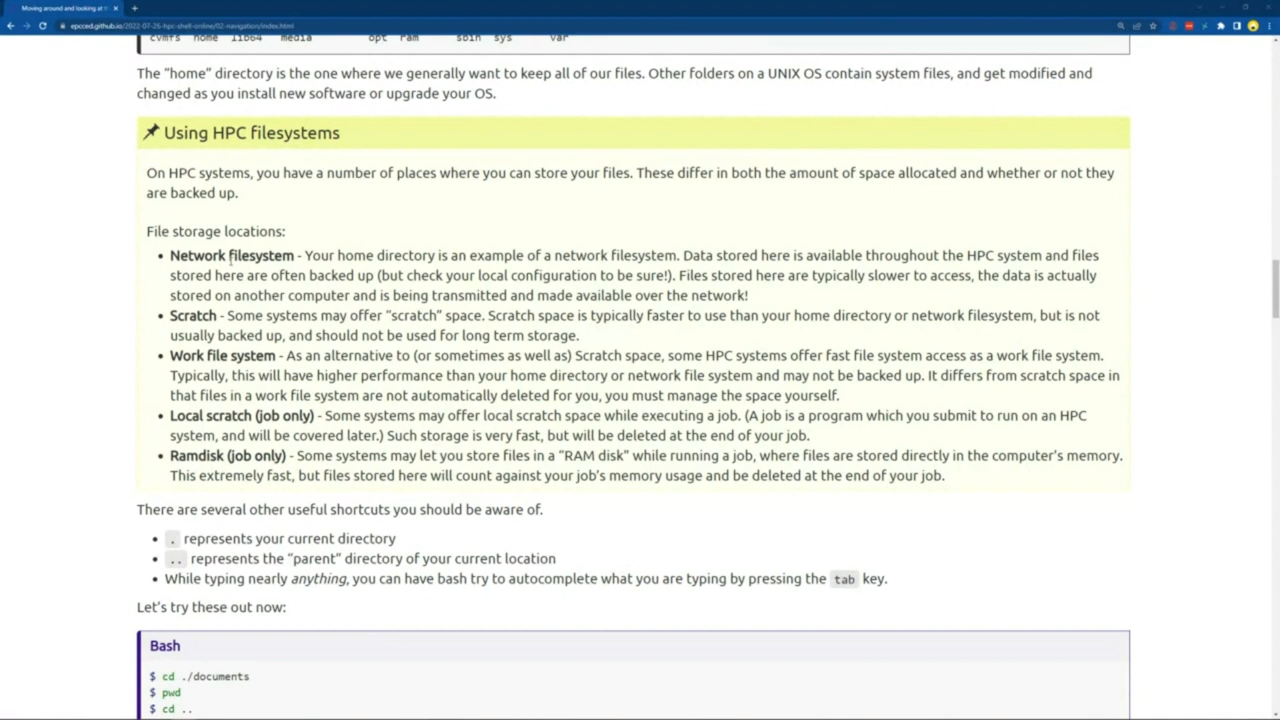 Moving around and looking at
epcced.github.io/2022-07-26-hpc-shell-online/02-navigation/index.html
cvmfs home lib64 media opt ram sbin sys var
The “home” directory is the one where we generally want to keep all of our files. Other folders on a UNIX OS contain system files, and get modified and
changed as you install new software or upgrade your OS.
Using HPC filesystems
On HPC systems, you have a number of places where you can store your files. These differ in both the amount of space allocated and whether or not they
are backed up.
File storage locations:
• Network filesystem - Your home directory is an example of a network filesystem. Data stored here is available throughout the HPC system and files
stored here are often backed up (but check your local configuration to be sure!). Files stored here are typically slower to access, the data is actually
stored on another computer and is being transmitted and made available over the network!
• Scratch - Some systems may offer “scratch” space. Scratch space is typically faster to use than your home directory or network filesystem, but is not
usually backed up, and should not be used for long term storage.
• Work file system - As an alternative to (or sometimes as well as) Scratch space, some HPC systems offer fast file system access as a work file system.
Typically, this will have higher performance than your home directory or network file system and may not be backed up. It differs from scratch space in
that files in a work file system are not automatically deleted for you, you must manage the space yourself.
• Local scratch (job only) - Some systems may offer local scratch space while executing a job. (A job is a program which you submit to run on an HPC
system, and will be covered later.) Such storage is very fast, but will be deleted at the end of your job.
• Ramdisk (job only) - Some systems may let you store files in a “RAM disk” while running a job, where files are stored directly in the computer’s memory.
This extremely fast, but files stored here will count against your job’s memory usage and be deleted at the end of your job.
There are several other useful shortcuts you should be aware of.
• . represents your current directory
• .. represents the “parent” directory of your current location
• While typing nearly anything, you can have bash try to autocomplete what you are typing by pressing the tab key.
Let’s try these out now:
Bash
$ cd ./documents
$ pwd
$ cd ..